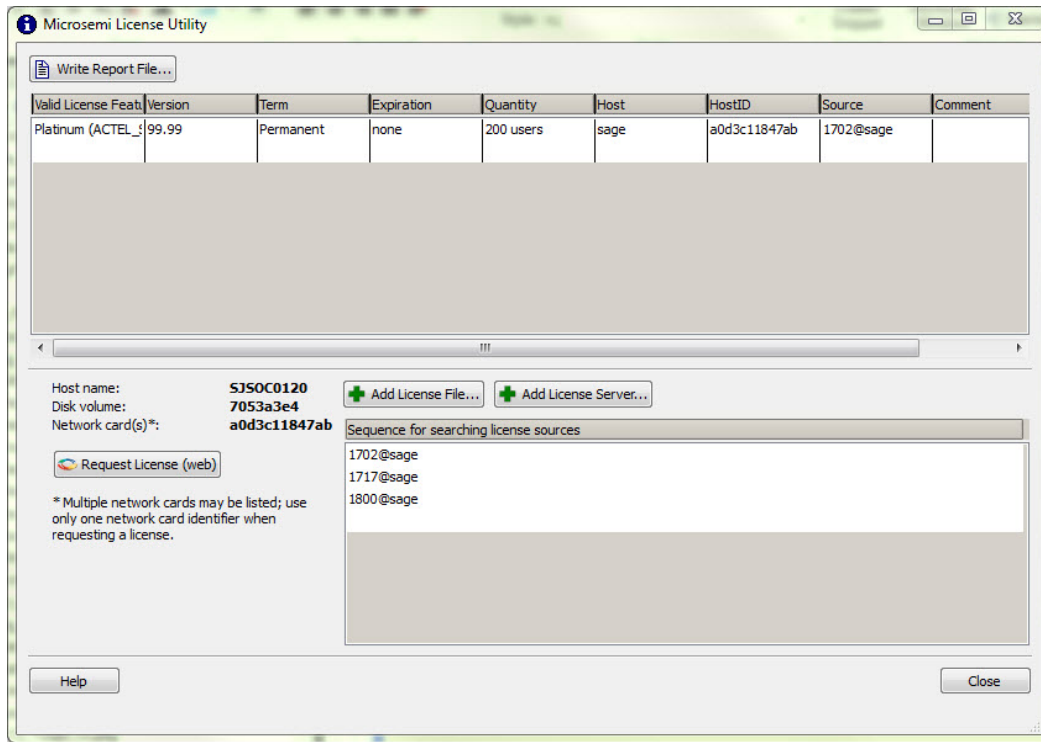 Microsemi License Utility
Write Report File...
Valid License Featu Version Term Expiration Quantity Host HostID Source Comment
Platinum (ACTEL_S 99.99 Permanent none 200 users sage a0d3c11847ab 1702@sage
Host name: SJSOC0120
Disk volume: 7053a3e4
Network card(s)*: a0d3c11847ab
Add License File... Add License Server...
Sequence for searching license sources
1702@sage
1717@sage
1800@sage
Request License (web)
* Multiple network cards may be listed; use
only one network card identifier when
requesting a license.
Help Close